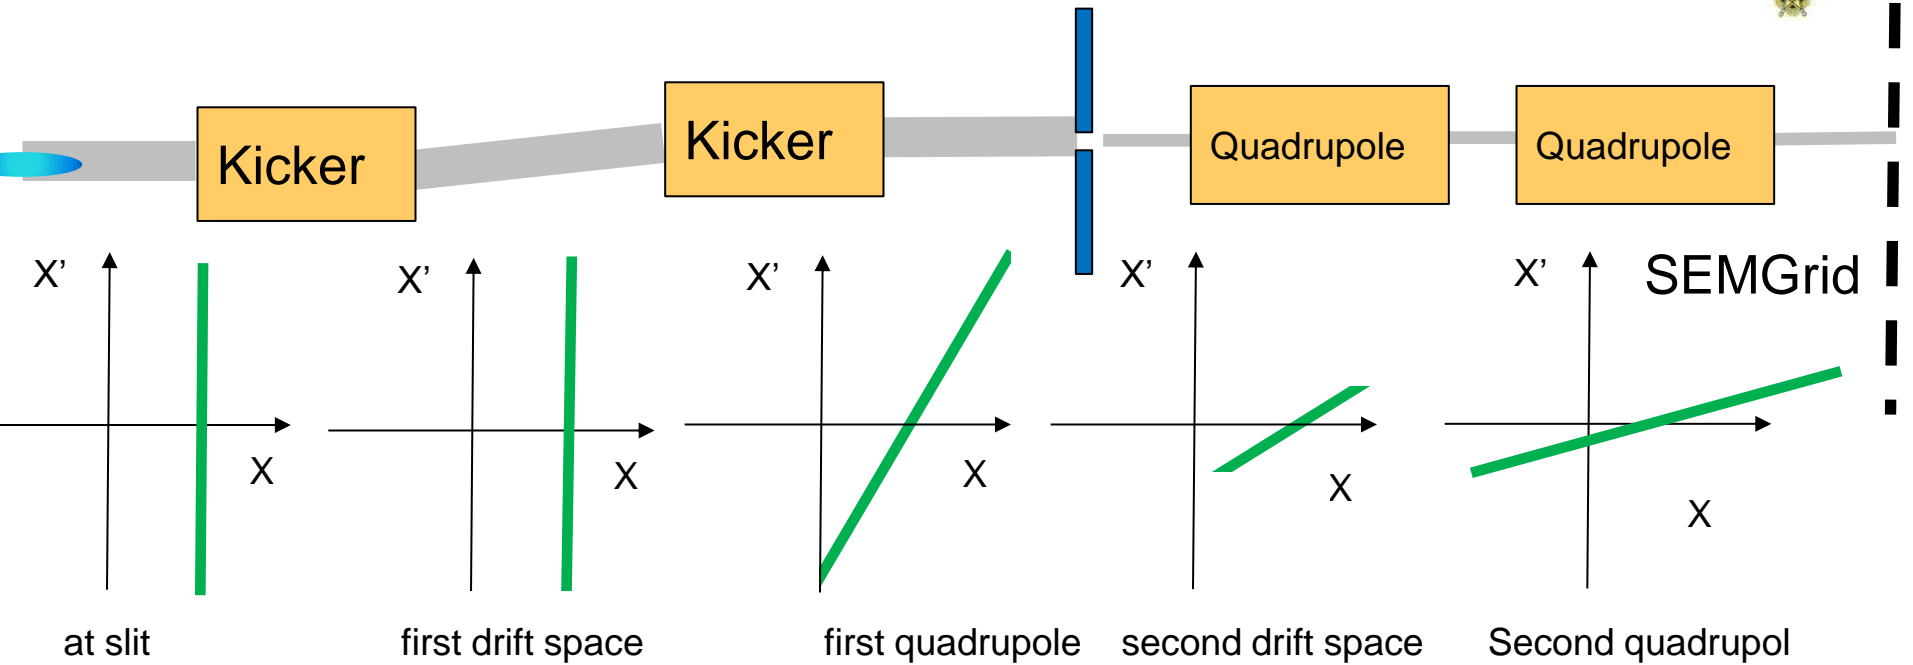 Kicker
Kicker
Quadrupole
Quadrupole
X’
X’
X’
X’
X’
SEMGrid
X
X
X
X
X
at slit
first drift space
first quadrupole
second drift space
Second quadrupol